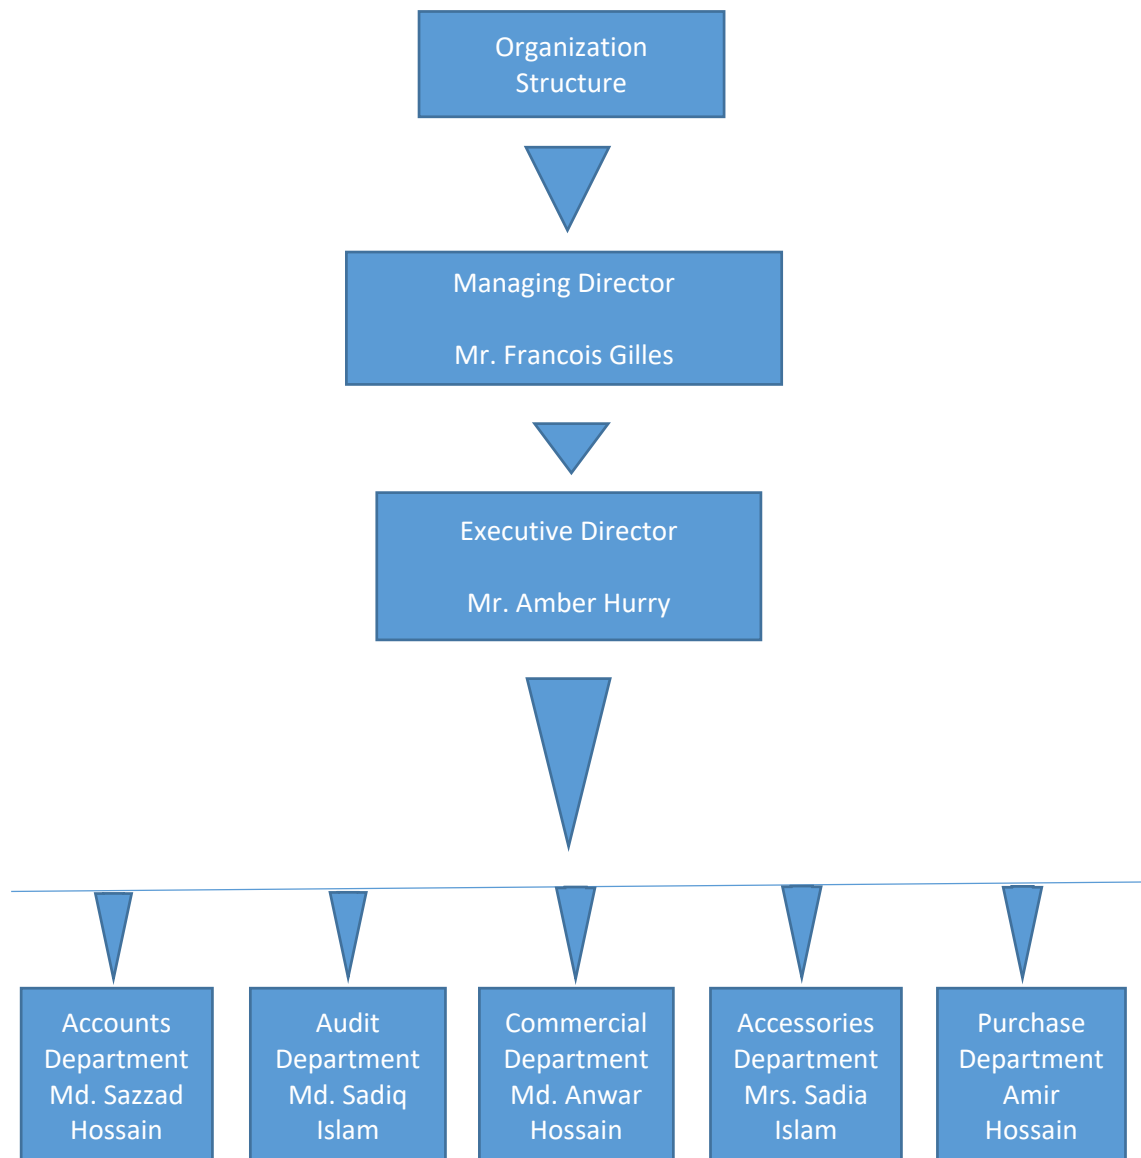 Organization
Structure
Managing Director
Mr. Francois Gilles
Executive Director
Mr. Amber Hurry
Accounts
Department
Md. Sazzad
Hossain
Audit
Department
Md. Sadiq
Islam
Commercial
Department
Md. Anwar
Hossain
Accessories
Department
Mrs. Sadia
Islam
Purchase
Department
Amir
Hossain